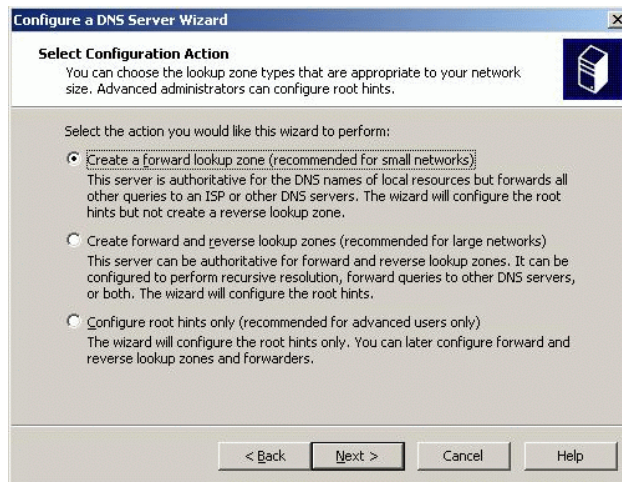 Configure a DNS Server Wizard
Select Configuration Action
You can choose the lookup zone types that are appropriate to your network
size. Advanced administrators can configure root hints.
Select the action you would like this wizard to perform:
Create a forward lookup zone (recommended for small networks)
This server is authoritative for the DNS names of local resources but forwards all
other queries to an ISP or other DNS servers. The wizard will configure the root
hints but not create a reverse lookup zone.
Create forward and reverse lookup zones (recommended for large networks)
This server can be authoritative for forward and reverse lookup zones. It can be
configured to perform recursive resolution, forward queries to other DNS servers,
or both. The wizard will configure the root hints.
Configure root hints only (recommended for advanced users only)
The wizard will configure the root hints only. You can later configure forward and
reverse lookup zones and forwarders.
< Back Next > Cancel Help